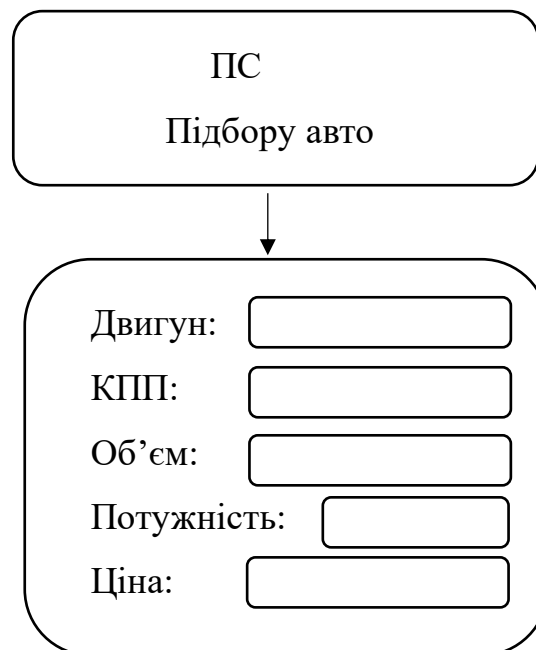 ПС
Підбору авто
Двигун:
КПП:
Об’єм:
Потужність:
Ціна: